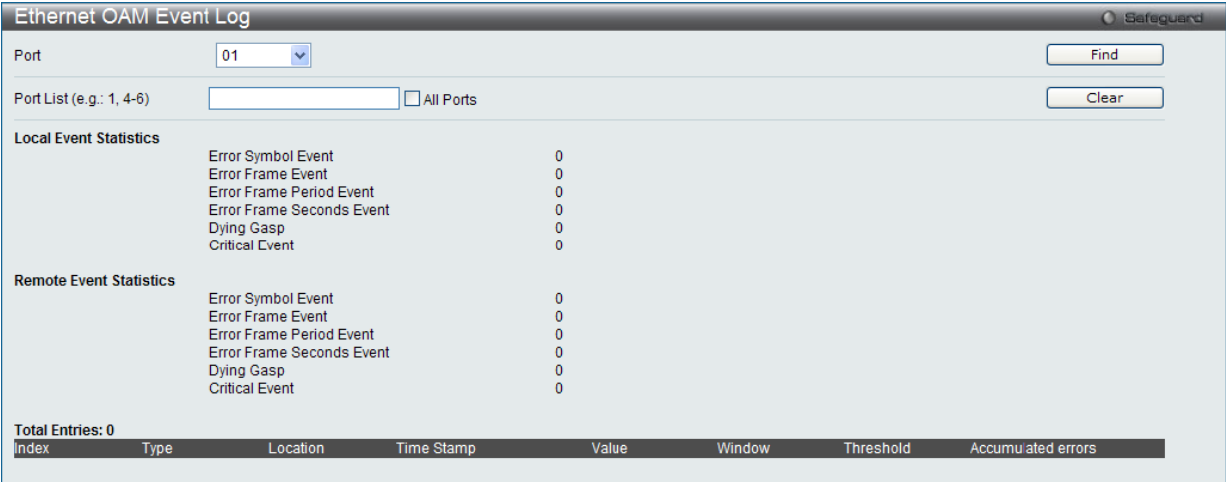 Ethernet OAM Event Log Safeguard
Port 01 Find
Port List (e.g.: 1, 4-6) All Ports Clear
Local Event Statistics
Error Symbol Event 0
Error Frame Event 0
Error Frame Period Event 0
Error Frame Seconds Event 0
Dying Gasp 0
Critical Event 0
Remote Event Statistics
Error Symbol Event 0
Error Frame Event 0
Error Frame Period Event 0
Error Frame Seconds Event 0
Dying Gasp 0
Critical Event 0
Total Entries: 0
Index Type Location Time Stamp Value Window Threshold Accumulated errors